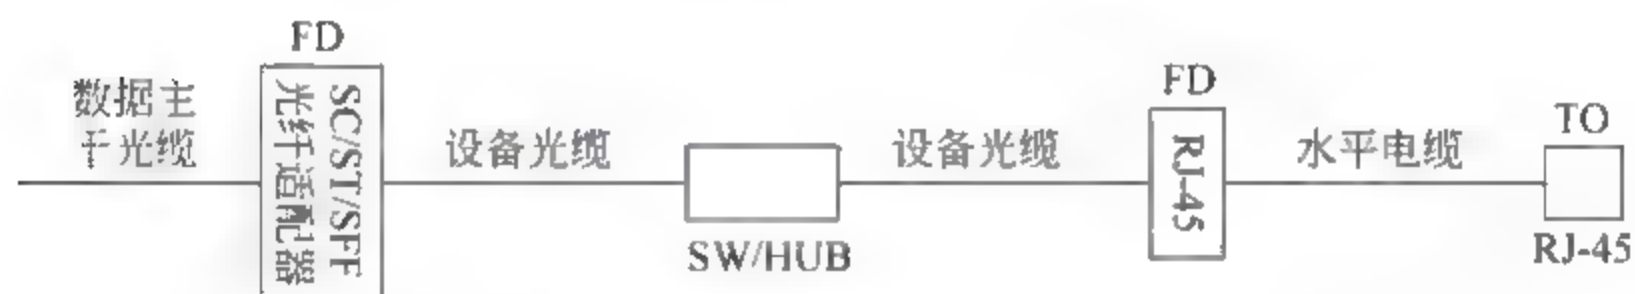 FD
数据主
干光缆
SC/ST/SFF
光纤适配器
设备光缆
SW/HUB
设备光缆
FD
RJ-45
水平电缆
TO
RJ-45